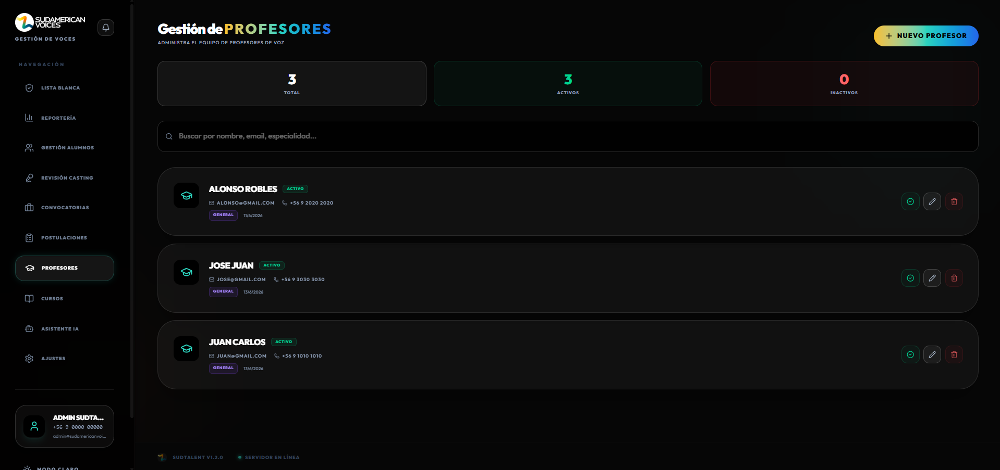 SUDAMERICAN
VOICES
GESTIÓN DE VOCES
NAVEGACIÓN
LISTA BLANCA
REPORTERÍA
GESTIÓN ALUMNOS
REVISIÓN CASTING
CONVOCATORIAS
POSTULACIONES
PROFESORES
CURSOS
ASISTENTE IA
AJUSTES
ADMIN SUDTA...
+56 9 0000 00000
admin@sudamericanvoi...
MODO CLARO
Gestión de PROFESORES
ADMINISTRA EL EQUIPO DE PROFESORES DE VOZ
+ NUEVO PROFESOR
3
TOTAL
3
ACTIVOS
0
INACTIVOS
Buscar por nombre, email, especialidad...
ALONSO ROBLES ACTIVO
ALONSO@GMAIL.COM +56 9 2020 2020
GENERAL 11/6/2026
JOSE JUAN ACTIVO
JOSE@GMAIL.COM +56 9 3030 3030
GENERAL 13/6/2026
JUAN CARLOS ACTIVO
JUAN@GMAIL.COM +56 9 1010 1010
GENERAL 13/6/2026
SUDTALENT V1.2.0 SERVIDOR EN LÍNEA